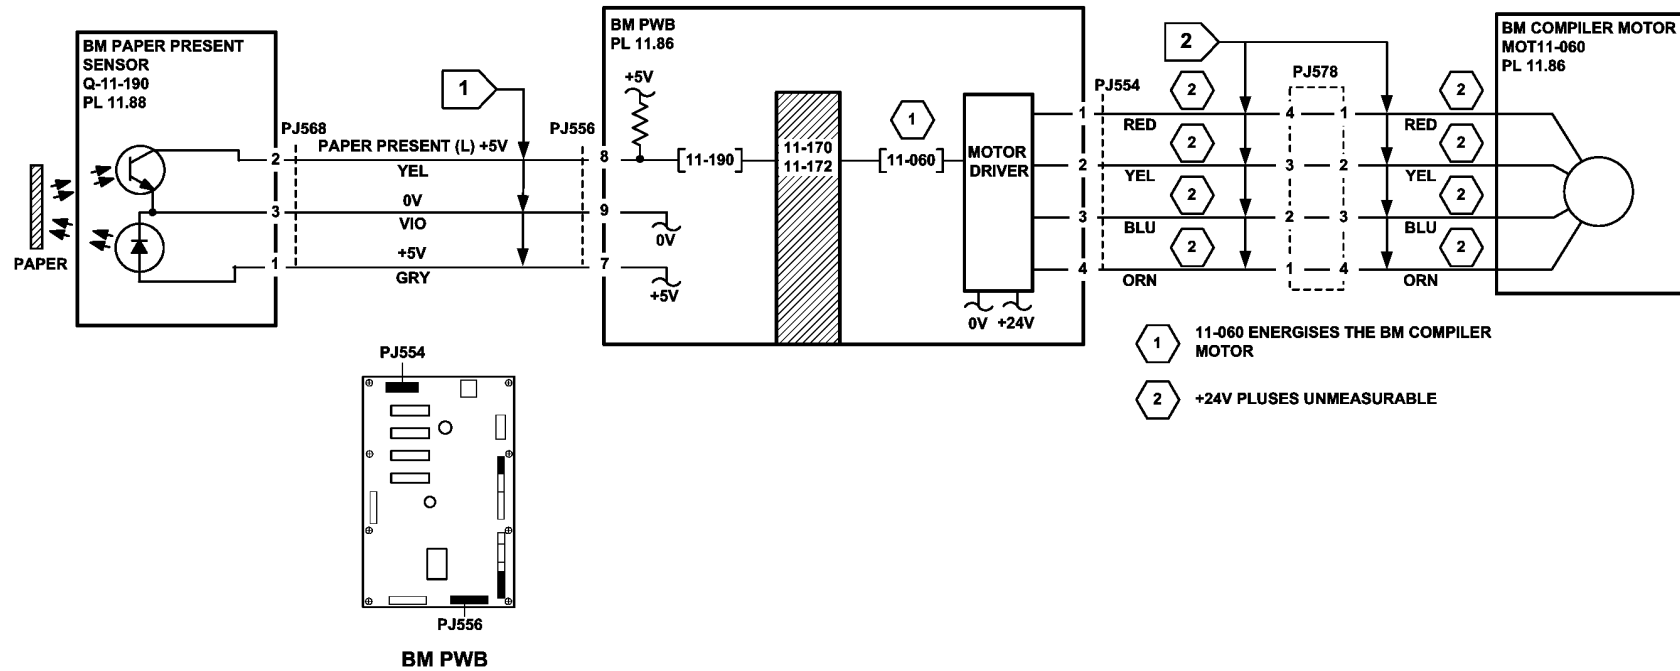 BM PAPER PRESENT
SENSOR
Q-11-190
PL 11.88
PAPER
PJ568
2
3
1
1
PAPER PRESENT (L) +5V
YEL
0V
VIO
+5V
GRY
PJ556
8
9
7
BM PWB
PL 11.86
+5V
0V
+5V
11-190
11-170
11-172
1
11-060
MOTOR
DRIVER
0V +24V
1
2
3
4
PJ554
2
PJ578
RED
2
4 1
RED
2
YEL
2
3 2
YEL
2
BLU
2
2 3
BLU
2
ORN
2
1 4
ORN
2
BM COMPILER MOTOR
MOT11-060
PL 11.86
1 11-060 ENERGISES THE BM COMPILER
MOTOR
2 +24V PLUSES UNMEASURABLE
PJ554
PJ556
BM PWB